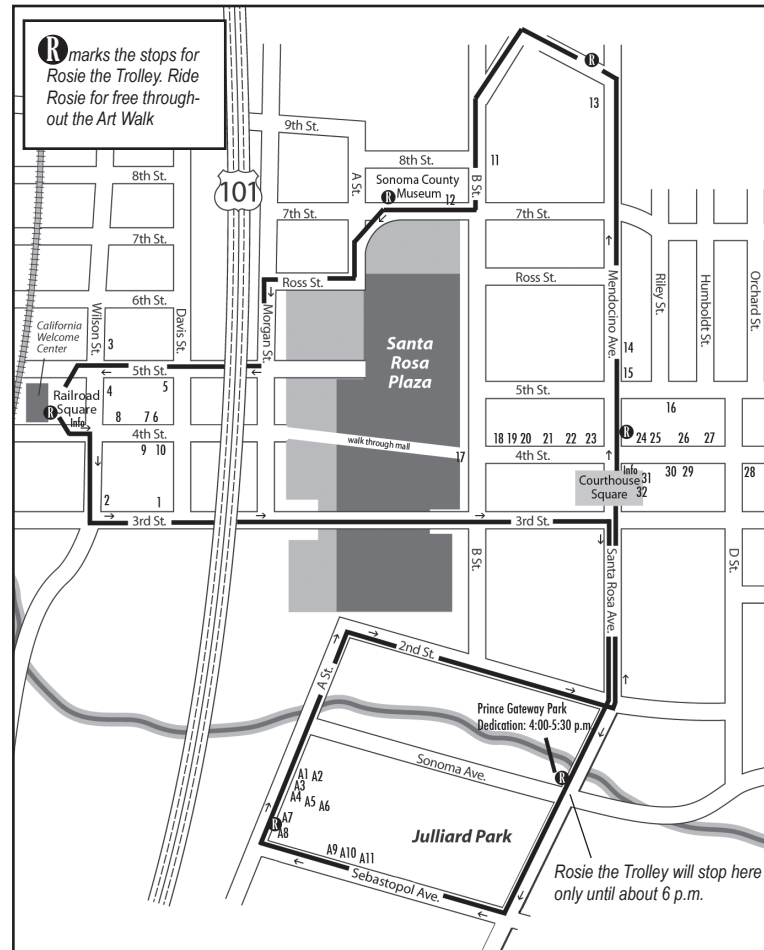 R marks the stops for
Rosie the Trolley. Ride
Rosie for free through-
out the Art Walk
9th St.
8th St.
8th St.
A St.
B St.
Sonoma County
Museum
R
12
11
13
R
101
7th St.
7th St.
7th St.
Ross St.
Ross St.
Mendocino Ave.
Riley St.
Humboldt St.
Orchard St.
6th St.
Wilson St.
Davis St.
Morgan St.
California
Welcome
Center
3
Santa
Rosa
Plaza
14
15
5th St.
5th St.
Railroad
Square
Info
R
4
5
8
7 6
16
4th St.
walk through mall
17
18 19 20 21 22 23
R
24 25 26 27
4th St.
9 10
Info
Courthouse
Square
31
32
30 29
28
2
1
3rd St.
3rd St.
B St.
Santa Rosa Ave.
D St.
2nd St.
A St.
Prince Gateway Park
Dedication: 4:00-5:30 p.m
Sonoma Ave.
R
A1 A2
A3
A4 A5 A6
A7
R
A8
A9 A10 A11
Julliard Park
Sebastopol Ave.
Rosie the Trolley will stop here
only until about 6 p.m.